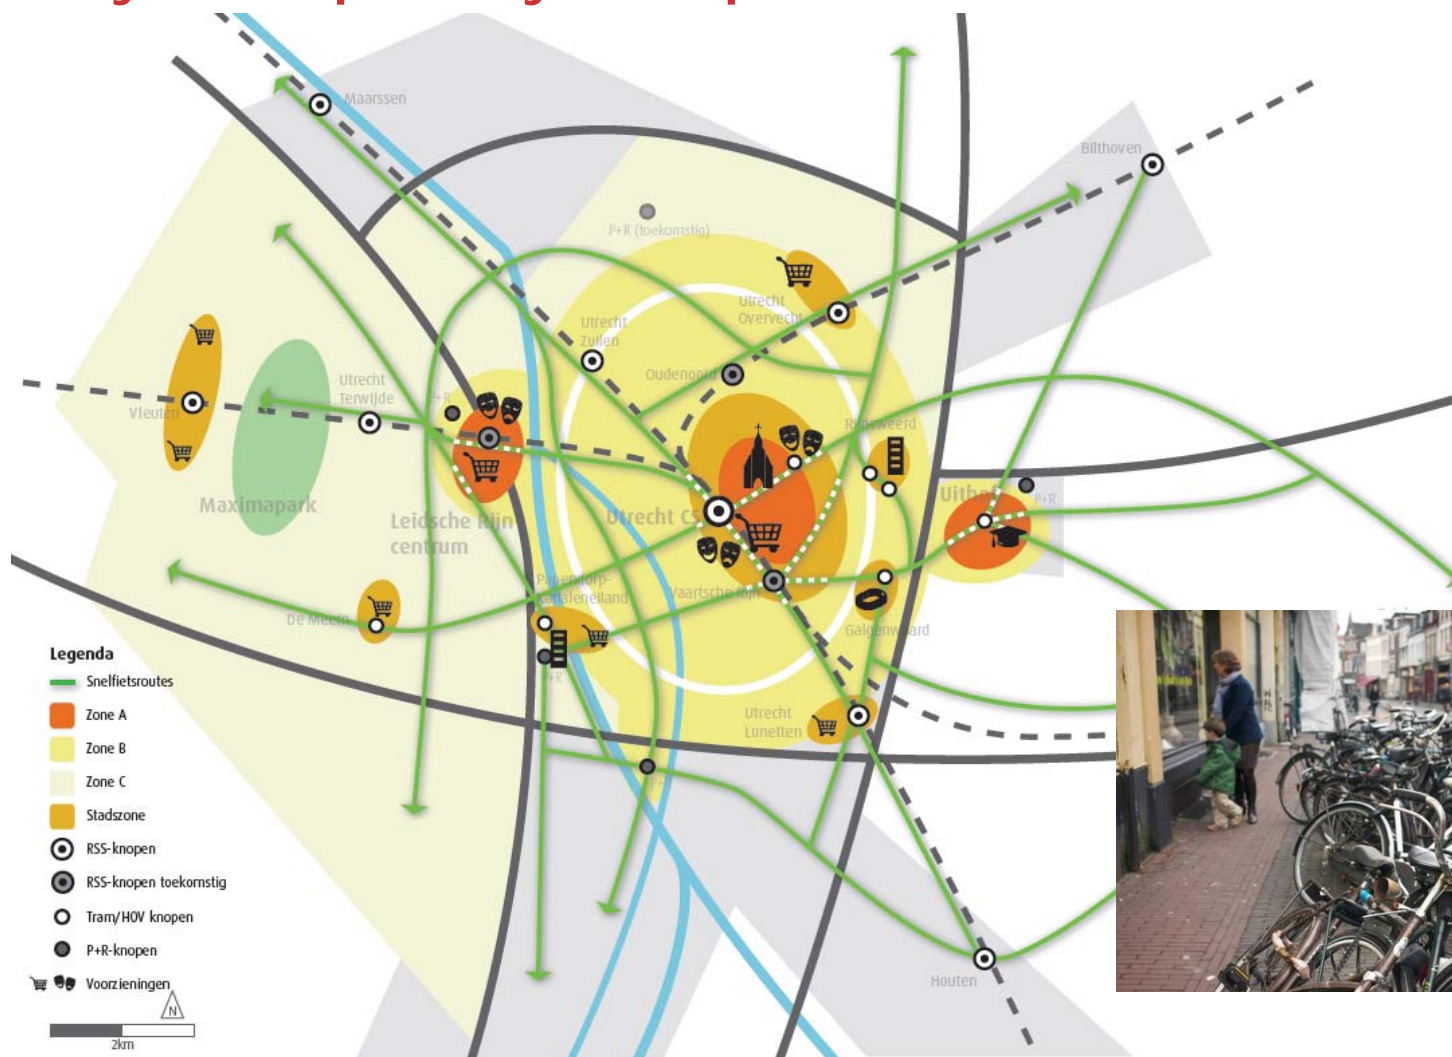 Maarssen
Bilthoven
P+R (toekomstig)
Utrecht
Overvecht
Utrecht
Zuilen
Oudenoord
Utrecht
Terwijde
P+R
Vleuten
Rijnsweerd
Maximapark
Leidsche Rijn
centrum
Utrecht CS
Uithof
P+R
Papendorp-
Kanaleneiland
Vaartsche Rijn
De Meern
Galgenwaard
P+R
Utrecht
Lunetten
Houten
Legenda
Snelfietsroutes
Zone A
Zone B
Zone C
Stadszone
RSS-knopen
RSS-knopen toekomstig
Tram/HOV knopen
P+R-knopen
Voorzieningen
N
2km